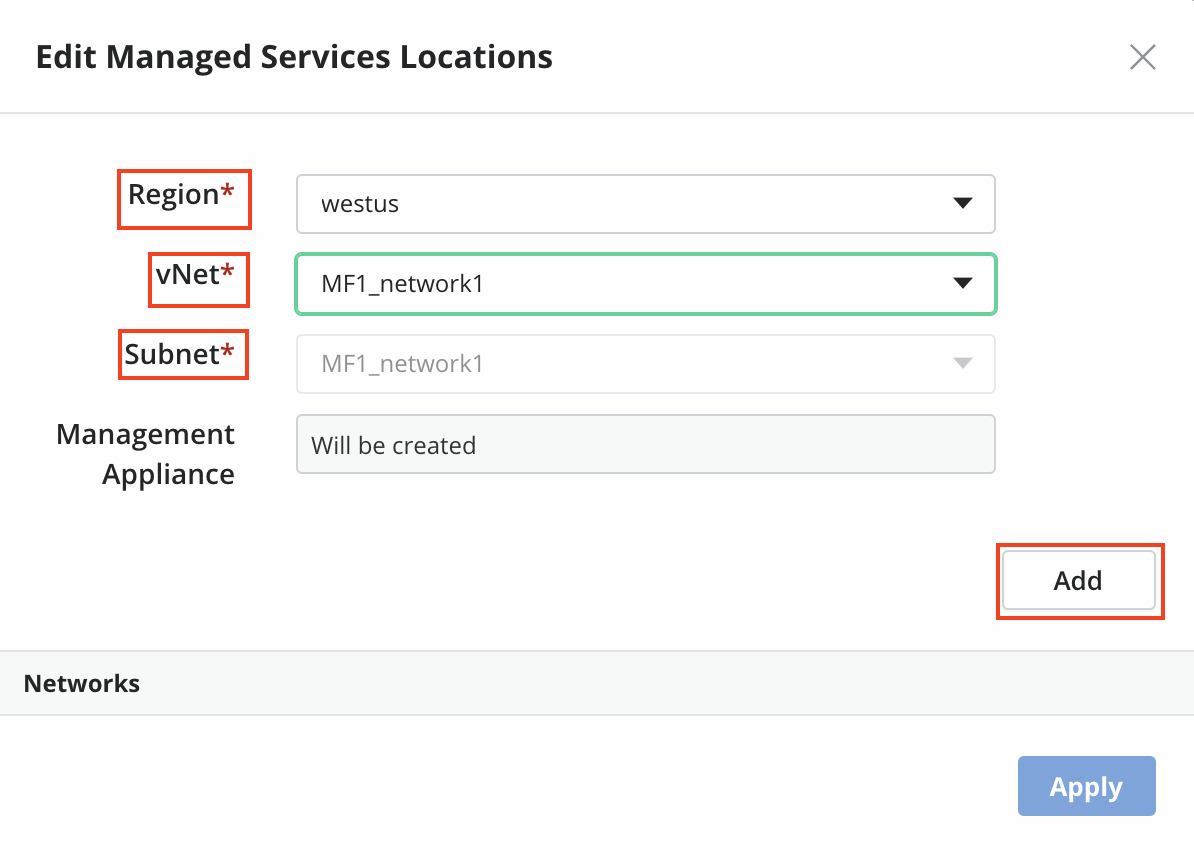 Edit Managed Services Locations
Region* westus
vNet* MF1_network1
Subnet* MF1_network1
Management
Appliance
Will be created
Add
Networks
Apply